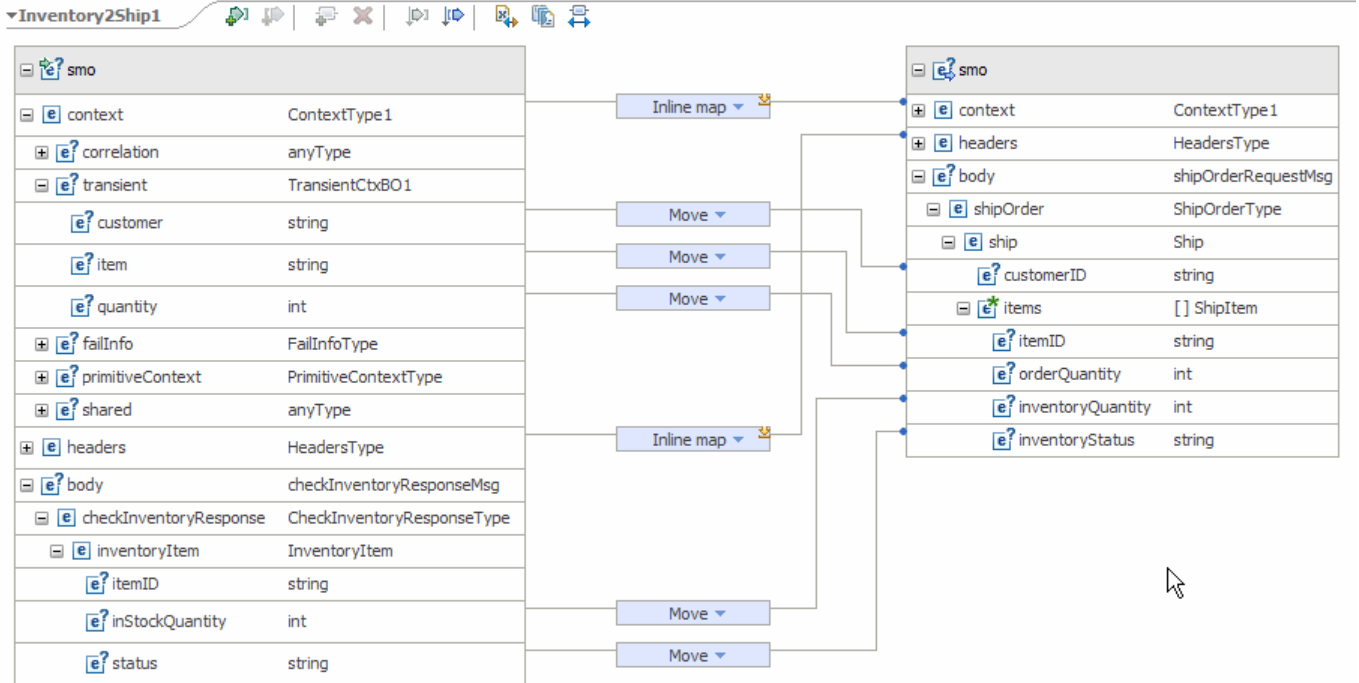 Inventory2Ship1
smo
context ContextType1
correlation anyType
transient TransientCtxBO1
customer string
item string
quantity int
failInfo FailInfoType
primitiveContext PrimitiveContextType
shared anyType
headers HeadersType
body checkInventoryResponseMsg
checkInventoryResponse CheckInventoryResponseType
inventoryItem InventoryItem
itemID string
inStockQuantity int
status string
Inline map
Move
Move
Move
Inline map
Move
Move
smo
context ContextType1
headers HeadersType
body shipOrderRequestMsg
shipOrder ShipOrderType
ship Ship
customerID string
items [ ] ShipItem
itemID string
orderQuantity int
inventoryQuantity int
inventoryStatus string